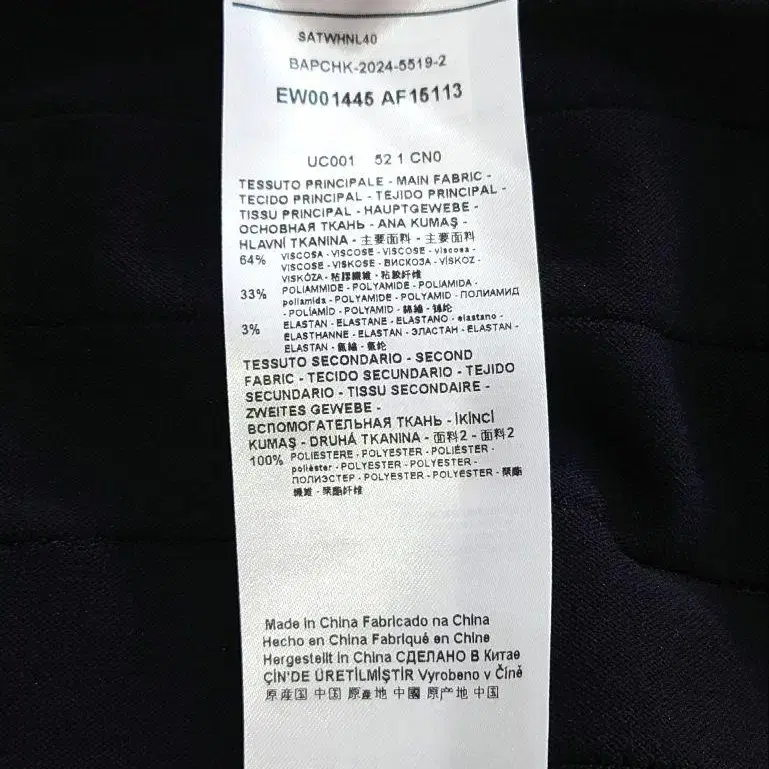 SATWHNL40
BAPCHK-2024-5519-2
EW001445 AF15113
UC001 52 1 CN0
TESSUTO PRINCIPALE - MAIN FABRIC -
TECIDO PRINCIPAL - TEJIDO PRINCIPAL -
TISSU PRINCIPAL - HAUPTGEWEBE -
ОСНОВНАЯ ТКАНЬ - ANA KUMAŞ -
HLAVNÍ TKANINA - 主要面料 - 主要面料
64% VISCOSA - VISCOSE - VISCOSE - viscosa -
VISCOSE - VISKOSE - ВИСКОЗА - VİSKOZ -
VISKÓZA - 粘膠纖維 - 粘胶纤维
33% POLIAMMIDE - POLYAMIDE - POLIAMIDA -
poliamida - POLYAMIDE - POLYAMID - ПОЛИАМИД
- POLİAMİD - POLYAMID - 錦綸 - 锦纶
3% ELASTAN - ELASTANE - ELASTANO - elastano -
ELASTHANNE - ELASTAN - ЭЛАСТАН - ELASTAN -
ELASTAN - 氨綸 - 氨纶
TESSUTO SECONDARIO - SECOND
FABRIC - TECIDO SECUNDARIO - TEJIDO
SECUNDARIO - TISSU SECONDAIRE -
ZWEITES GEWEBE -
ВСПОМОГАТЕЛЬНАЯ ТКАНЬ - İKİNCİ
KUMAŞ - DRUHÁ TKANINA - 面料2 - 面料2
100% POLIESTERE - POLYESTER - POLIÉSTER -
poliéster - POLYESTER - POLYESTER -
ПОЛИЭСТЕР - POLYESTER - POLYESTER - 聚酯
纖維 - 聚酯纤维
Made in China Fabricado na China
Hecho en China Fabriqué en Chine
Hergestellt in China СДЕЛАНО В Китае
ÇİN'DE ÜRETİLMİŞTİR Vyrobeno v Číně
原産国 中国 原產地 中國 原产地 中国